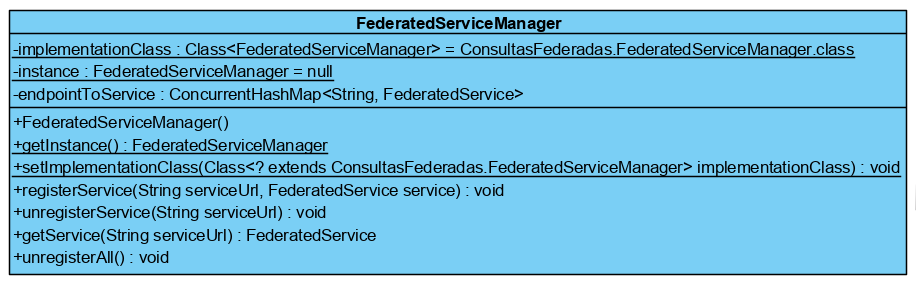 FederatedServiceManager
-implementationClass : Class<FederatedServiceManager> = ConsultasFederadas.FederatedServiceManager.class
-instance : FederatedServiceManager = null
-endpointToService : ConcurrentHashMap<String, FederatedService>
+FederatedServiceManager()
+getInstance() : FederatedServiceManager
+setImplementationClass(Class<? extends ConsultasFederadas.FederatedServiceManager> implementationClass) : void
+registerService(String serviceUrl, FederatedService service) : void
+unregisterService(String serviceUrl) : void
+getService(String serviceUrl) : FederatedService
+unregisterAll() : void